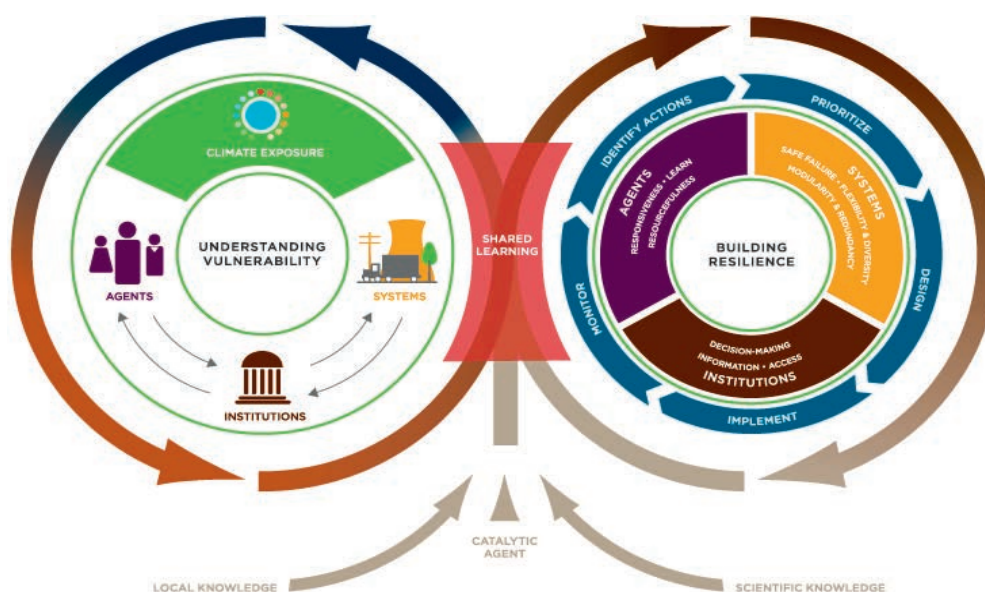 CLIMATE EXPOSURE
UNDERSTANDING
VULNERABILITY
AGENTS
SYSTEMS
INSTITUTIONS
SHARED
LEARNING
IDENTIFY ACTIONS
PRIORITIZE
DESIGN
IMPLEMENT
MONITOR
AGENTS
RESPONSIVENESS • LEARN
RESOURCEFULNESS
SYSTEMS
SAFE FAILURE • FLEXIBILITY & DIVERSITY
MODULARITY & REDUNDANCY
BUILDING
RESILIENCE
DECISION-MAKING
INFORMATION • ACCESS
INSTITUTIONS
CATALYTIC
AGENT
LOCAL KNOWLEDGE
SCIENTIFIC KNOWLEDGE